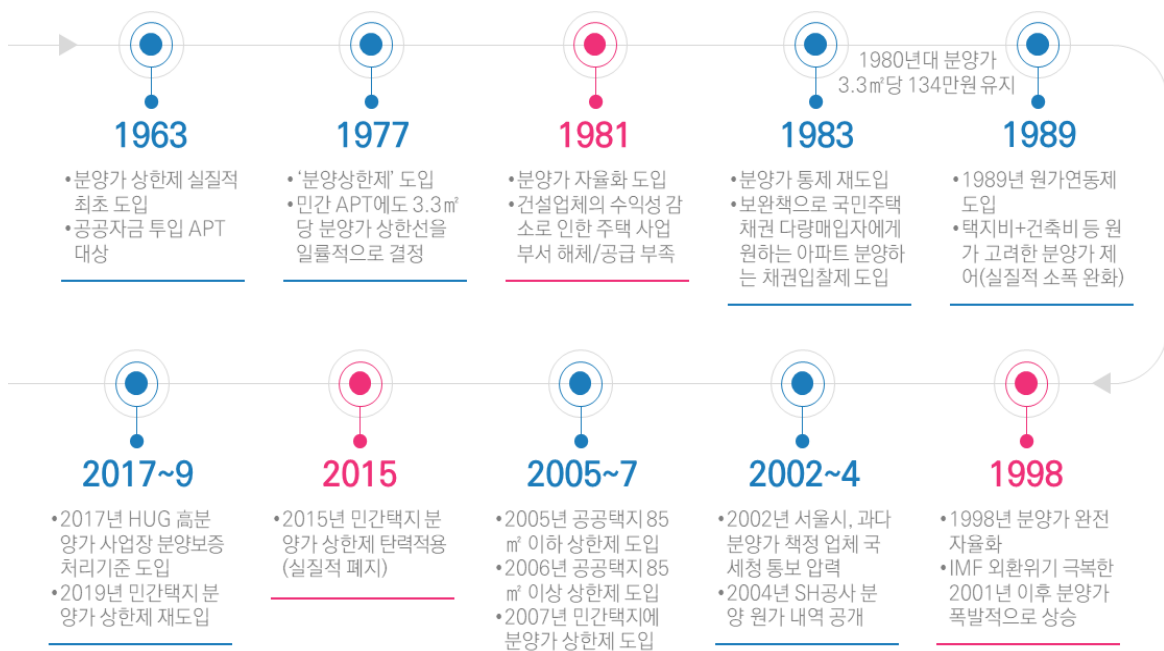 1963
•분양가 상한제 실질적
최초 도입
•공공자금 투입 APT
대상
1977
•‘분양상한제’ 도입
•민간 APT에도 3.3㎡
당 분양가 상한선을
일률적으로 결정
1981
•분양가 자율화 도입
•건설업체의 수익성 감
소로 인한 주택 사업
부서 해체/공급 부족
1983
•분양가 통제 재도입
•보완책으로 국민주택
채권 다량매입자에게
원하는 아파트 분양하
는 채권입찰제 도입
1980년대 분양가
3.3㎡당 134만원 유지
1989
•1989년 원가연동제
도입
•택지비+건축비 등 원
가 고려한 분양가 제
어(실질적 소폭 완화)
1998
•1998년 분양가 완전
자율화
•IMF 외환위기 극복한
2001년 이후 분양가
폭발적으로 상승
2002~4
•2002년 서울시, 과다
분양가 책정 업체 국
세청 통보 압력
•2004년 SH공사 분
양 원가 내역 공개
2005~7
•2005년 공공택지 85
㎡ 이하 상한제 도입
•2006년 공공택지 85
㎡ 이상 상한제 도입
•2007년 민간택지에
분양가 상한제 도입
2015
•2015년 민간택지 분
양가 상한제 탄력적용
(실질적 폐지)
2017~9
•2017년 HUG 高분
양가 사업장 분양보증
처리기준 도입
•2019년 민간택지 분
양가 상한제 재도입